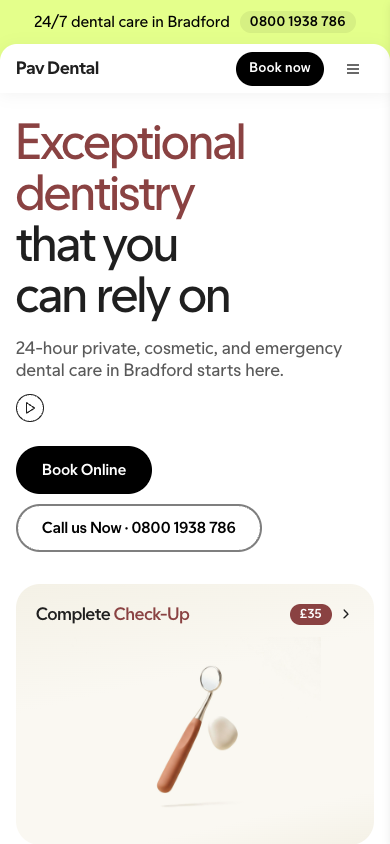 24/7 dental care in Bradford 0800 1938 786
Pav Dental Book now
Exceptional
dentistry
that you
can rely on
24-hour private, cosmetic, and emergency
dental care in Bradford starts here.
Book Online
Call us Now · 0800 1938 786
Complete Check-Up £35